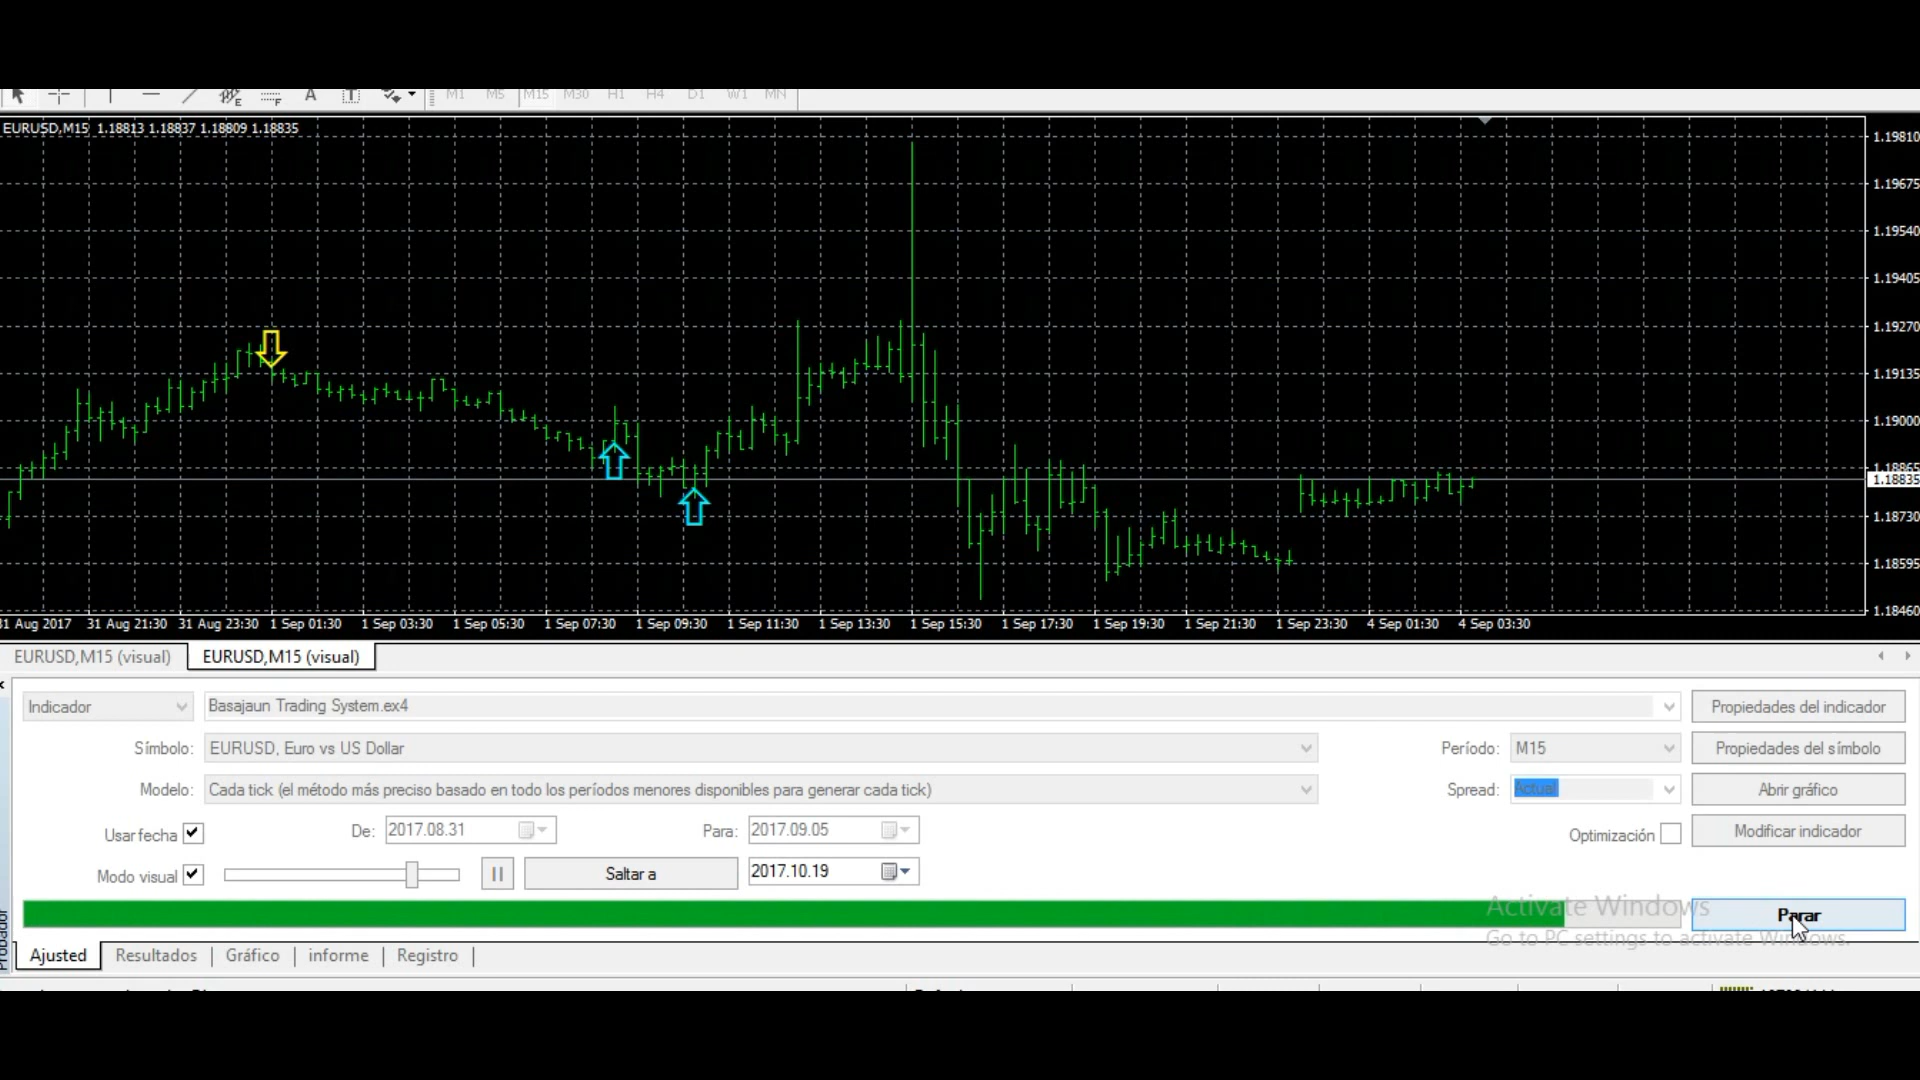 E F A T M1 M5 M15 M30 H1 H4 D1 W1 MN
EURUSD,M15 1.18813 1.18837 1.18809 1.18835
1.19810
1.19675
1.19540
1.19405
1.19270
1.19135
1.19000
1.18865
1.18835
1.18730
1.18595
1.18460
31 Aug 2017 31 Aug 21:30 31 Aug 23:30 1 Sep 01:30 1 Sep 03:30 1 Sep 05:30 1 Sep 07:30 1 Sep 09:30 1 Sep 11:30 1 Sep 13:30 1 Sep 15:30 1 Sep 17:30 1 Sep 19:30 1 Sep 21:30 1 Sep 23:30 4 Sep 01:30 4 Sep 03:30
EURUSD,M15 (visual) EURUSD,M15 (visual)
Indicador Basajaun Trading System.ex4 Propiedades del indicador
Símbolo: EURUSD, Euro vs US Dollar Período: M15 Propiedades del símbolo
Modelo: Cada tick (el método más preciso basado en todo los períodos menores disponibles para generar cada tick) Spread: Actual Abrir gráfico
Usar fecha De: 2017.08.31 Para: 2017.09.05 Optimización Modificar indicador
Modo visual Saltar a 2017.10.19
Activate Windows
Parar
Go to PC settings to activate Windows.
Probador
Ajusted Resultados Gráfico informe Registro